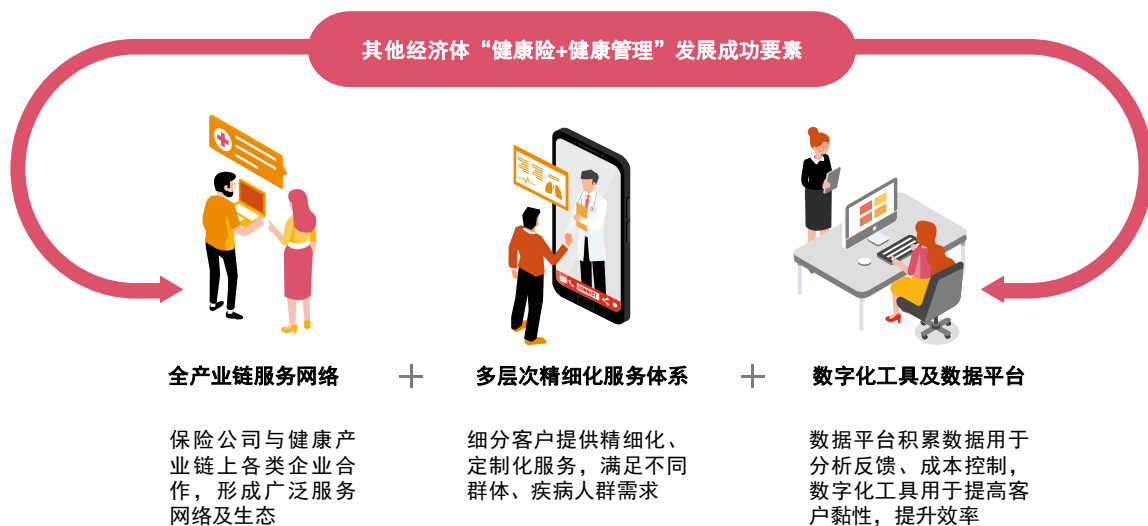 其他经济体“健康险+健康管理”发展成功要素
全产业链服务网络
+
多层次精细化服务体系
+
数字化工具及数据平台
保险公司与健康产
业链上各类企业合
作，形成广泛服务
网络及生态
细分客户提供精细化、
定制化服务，满足不同
群体、疾病人群需求
数据平台积累数据用于
分析反馈、成本控制，
数字化工具用于提高客
户黏性，提升效率